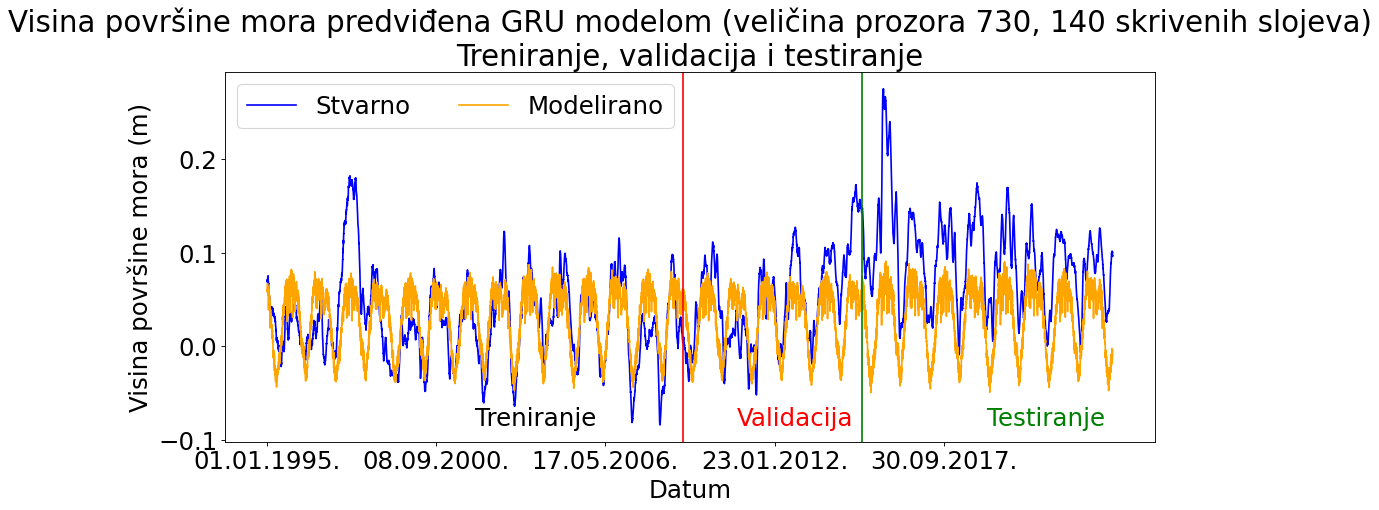 Visina površine mora predviđena GRU modelom (veličina prozora 730, 140 skrivenih slojeva)
Treniranje, validacija i testiranje
Stvarno
Modelirano
Visina površine mora (m)
0.2
0.1
0.0
−0.1
Treniranje
Validacija
Testiranje
01.01.1995.
08.09.2000.
17.05.2006.
23.01.2012.
30.09.2017.
Datum